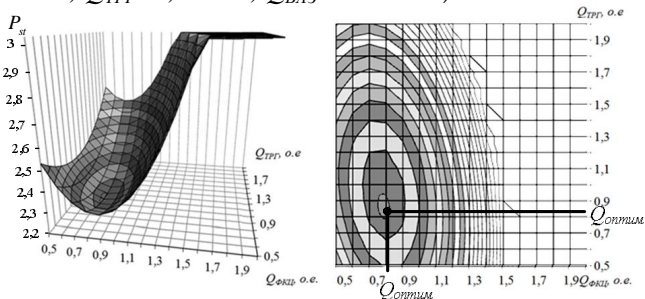 P_st
3
2,9
2,8
2,7
2,6
2,5
2,4
2,3
2,2
0,5 0,7 0,9 1,1 1,3 1,5 1,7 1,9
Q_ФКЦ, о.е.
Q_ТРГ, о.е
1,7
1,3
0,9
0,5
Q_ТРГ, о.е
1,9
1,7
1,5
1,3
1,1
0,9
0,7
0,5
Q_оптим
0,5 0,7 0,9 1,1 1,3 1,5 1,7 1,9 Q_ФКЦ, о.е.
Q_оптим